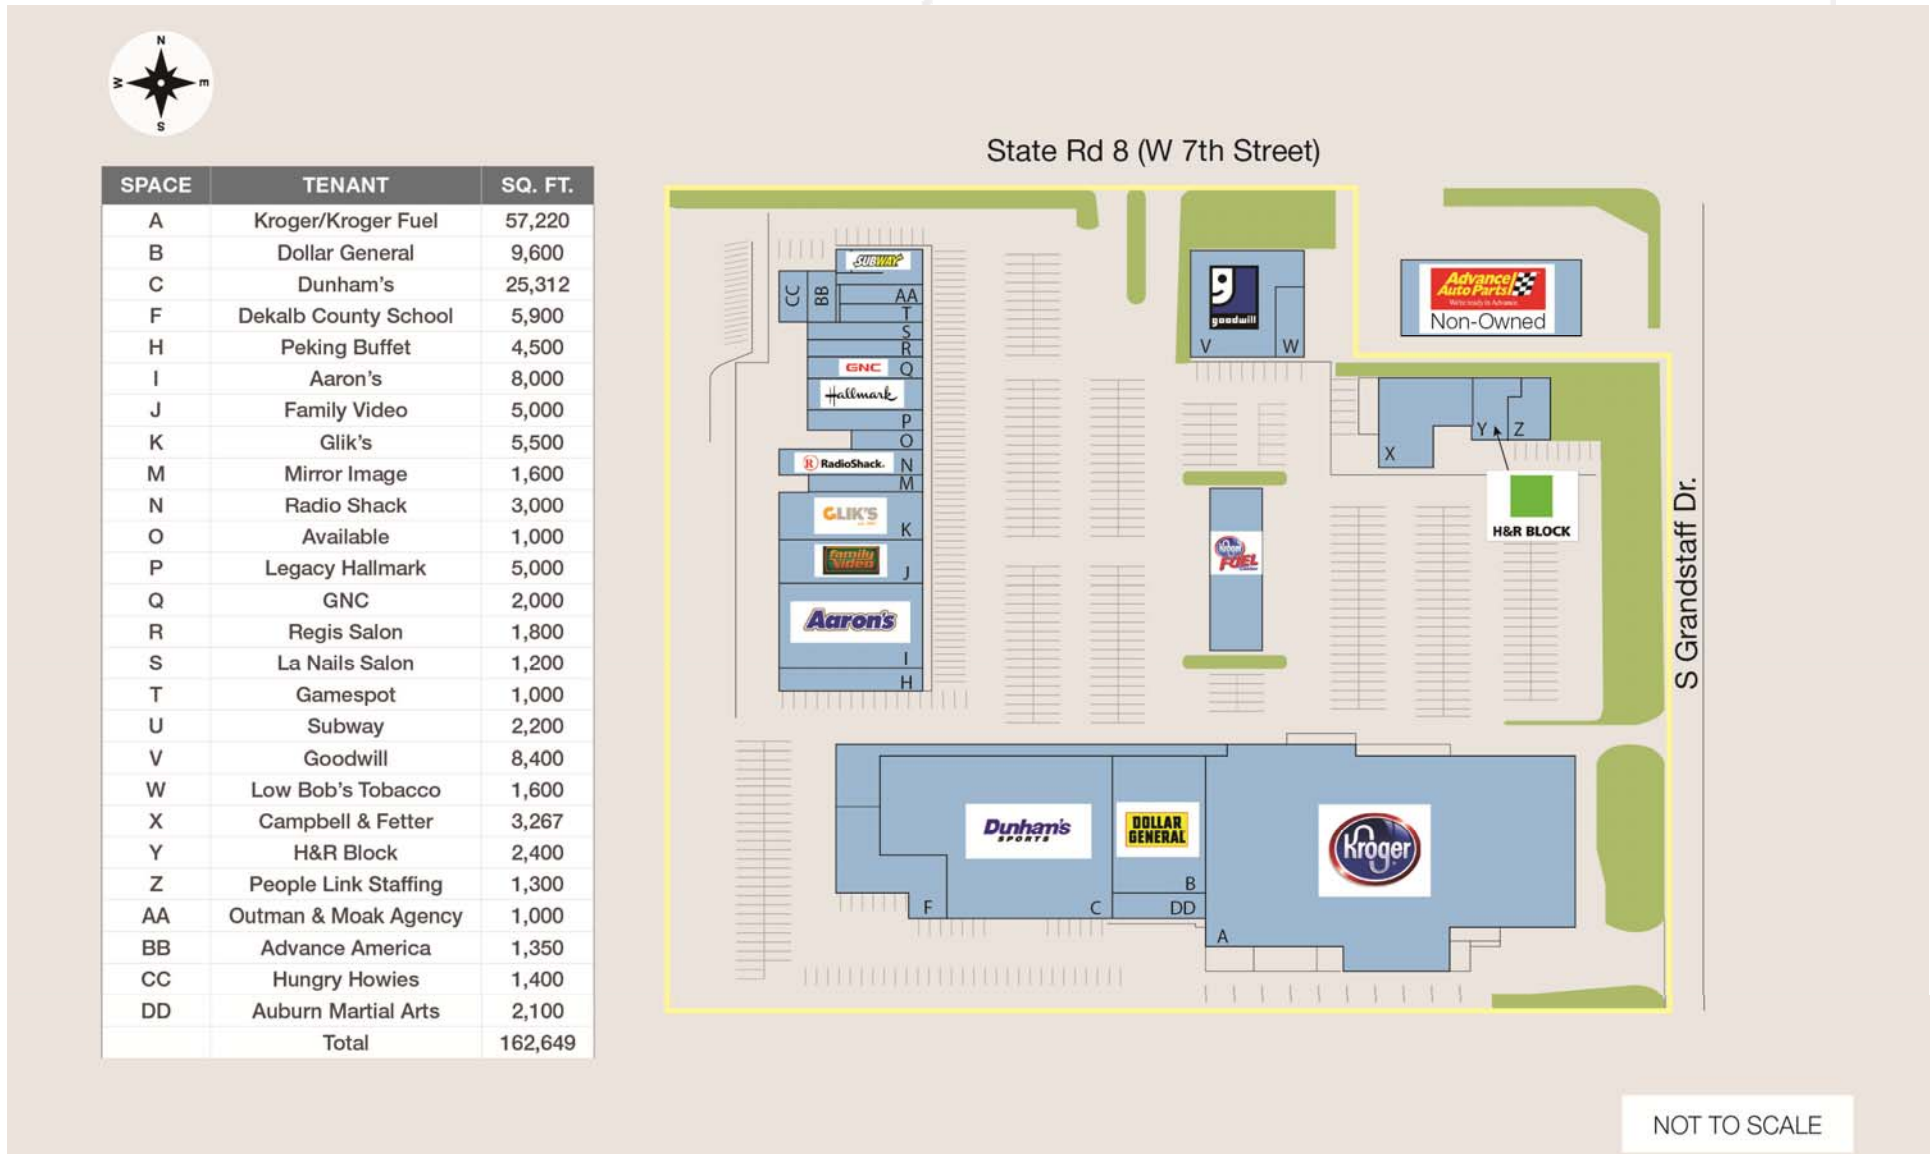 N
W
E
S
State Rd 8 (W 7th Street)
SPACE TENANT SQ. FT.
A Kroger/Kroger Fuel 57,220
B Dollar General 9,600
C Dunham's 25,312
F Dekalb County School 5,900
H Peking Buffet 4,500
I Aaron's 8,000
J Family Video 5,000
K Glik's 5,500
M Mirror Image 1,600
N Radio Shack 3,000
O Available 1,000
P Legacy Hallmark 5,000
Q GNC 2,000
R Regis Salon 1,800
S La Nails Salon 1,200
T Gamespot 1,000
U Subway 2,200
V Goodwill 8,400
W Low Bob's Tobacco 1,600
X Campbell & Fetter 3,267
Y H&R Block 2,400
Z People Link Staffing 1,300
AA Outman & Moak Agency 1,000
BB Advance America 1,350
CC Hungry Howies 1,400
DD Auburn Martial Arts 2,100
Total 162,649
SUBWAY
CC
BB
AA
T
S
R
GNC Q
Hallmark
P
O
R RadioShack. N
M
GLIK'S
K
family
Video
J
Aaron's
I
H
g
goodwill
V
W
Advance
Auto Parts
We're ready in Advance.
Non-Owned
X
Y
Z
H&R BLOCK
Kroger
FUEL
S Grandstaff Dr.
Dunham's
SPORTS
DOLLAR
GENERAL
Kroger
F
C
B
DD
A
NOT TO SCALE